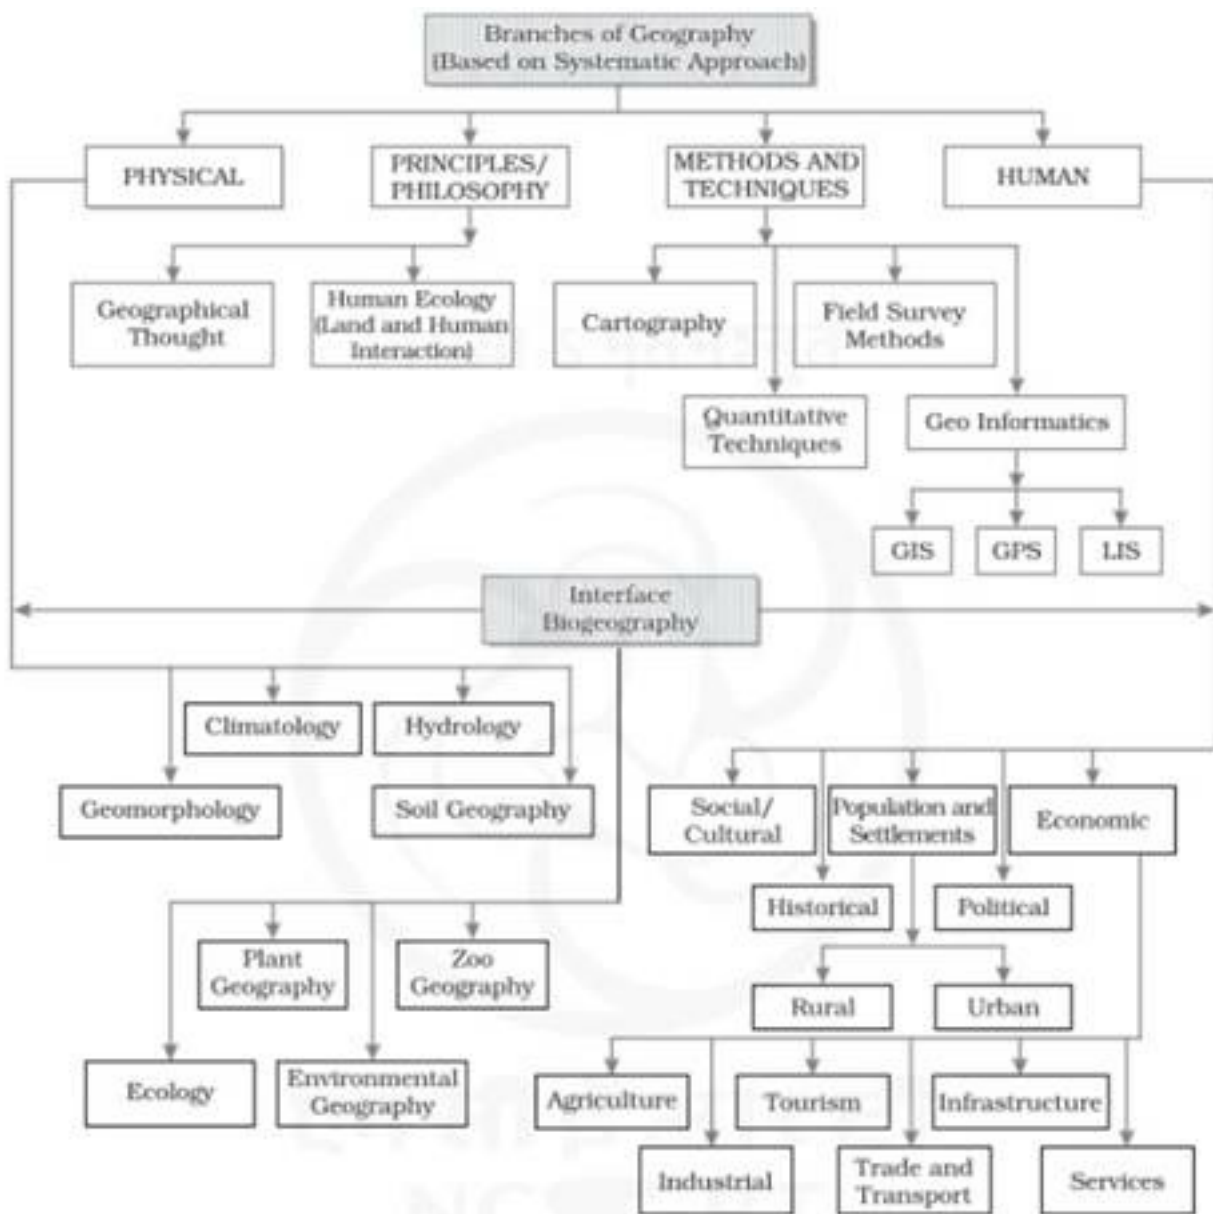 Branches of Geography
(Based on Systematic Approach)
PHYSICAL
PRINCIPLES/
PHILOSOPHY
METHODS AND
TECHNIQUES
HUMAN
Geographical
Thought
Human Ecology
(Land and Human
Interaction)
Cartography
Field Survey
Methods
Quantitative
Techniques
Geo Informatics
GIS
GPS
LIS
Interface
Biogeography
Climatology
Hydrology
Geomorphology
Soil Geography
Social/
Cultural
Population and
Settlements
Economic
Historical
Political
Plant
Geography
Zoo
Geography
Rural
Urban
Ecology
Environmental
Geography
Agriculture
Tourism
Infrastructure
Industrial
Trade and
Transport
Services